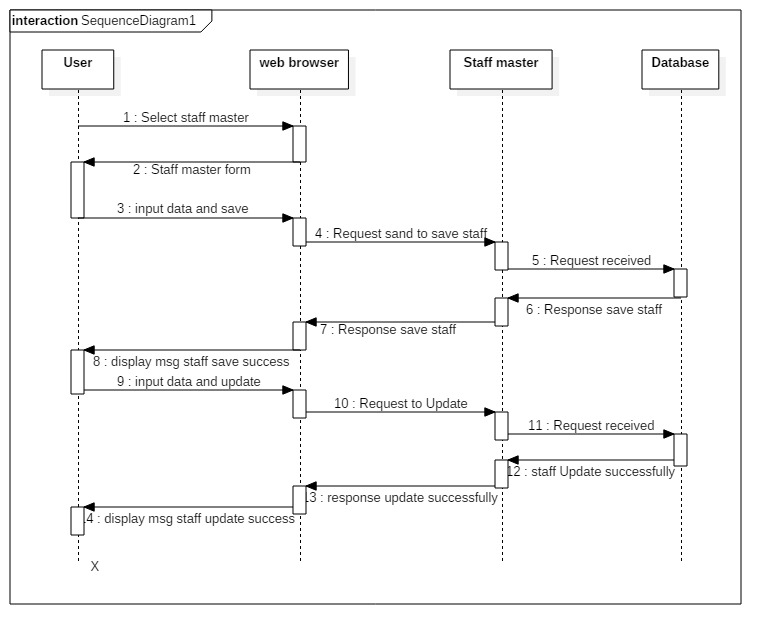 interaction SequenceDiagram1
User
web browser
Staff master
Database
1 : Select staff master
2 : Staff master form
3 : input data and save
4 : Request sand to save staff
5 : Request received
6 : Response save staff
7 : Response save staff
8 : display msg staff save success
9 : input data and update
10 : Request to Update
11 : Request received
12 : staff Update successfully
13 : response update successfully
14 : display msg staff update success
X